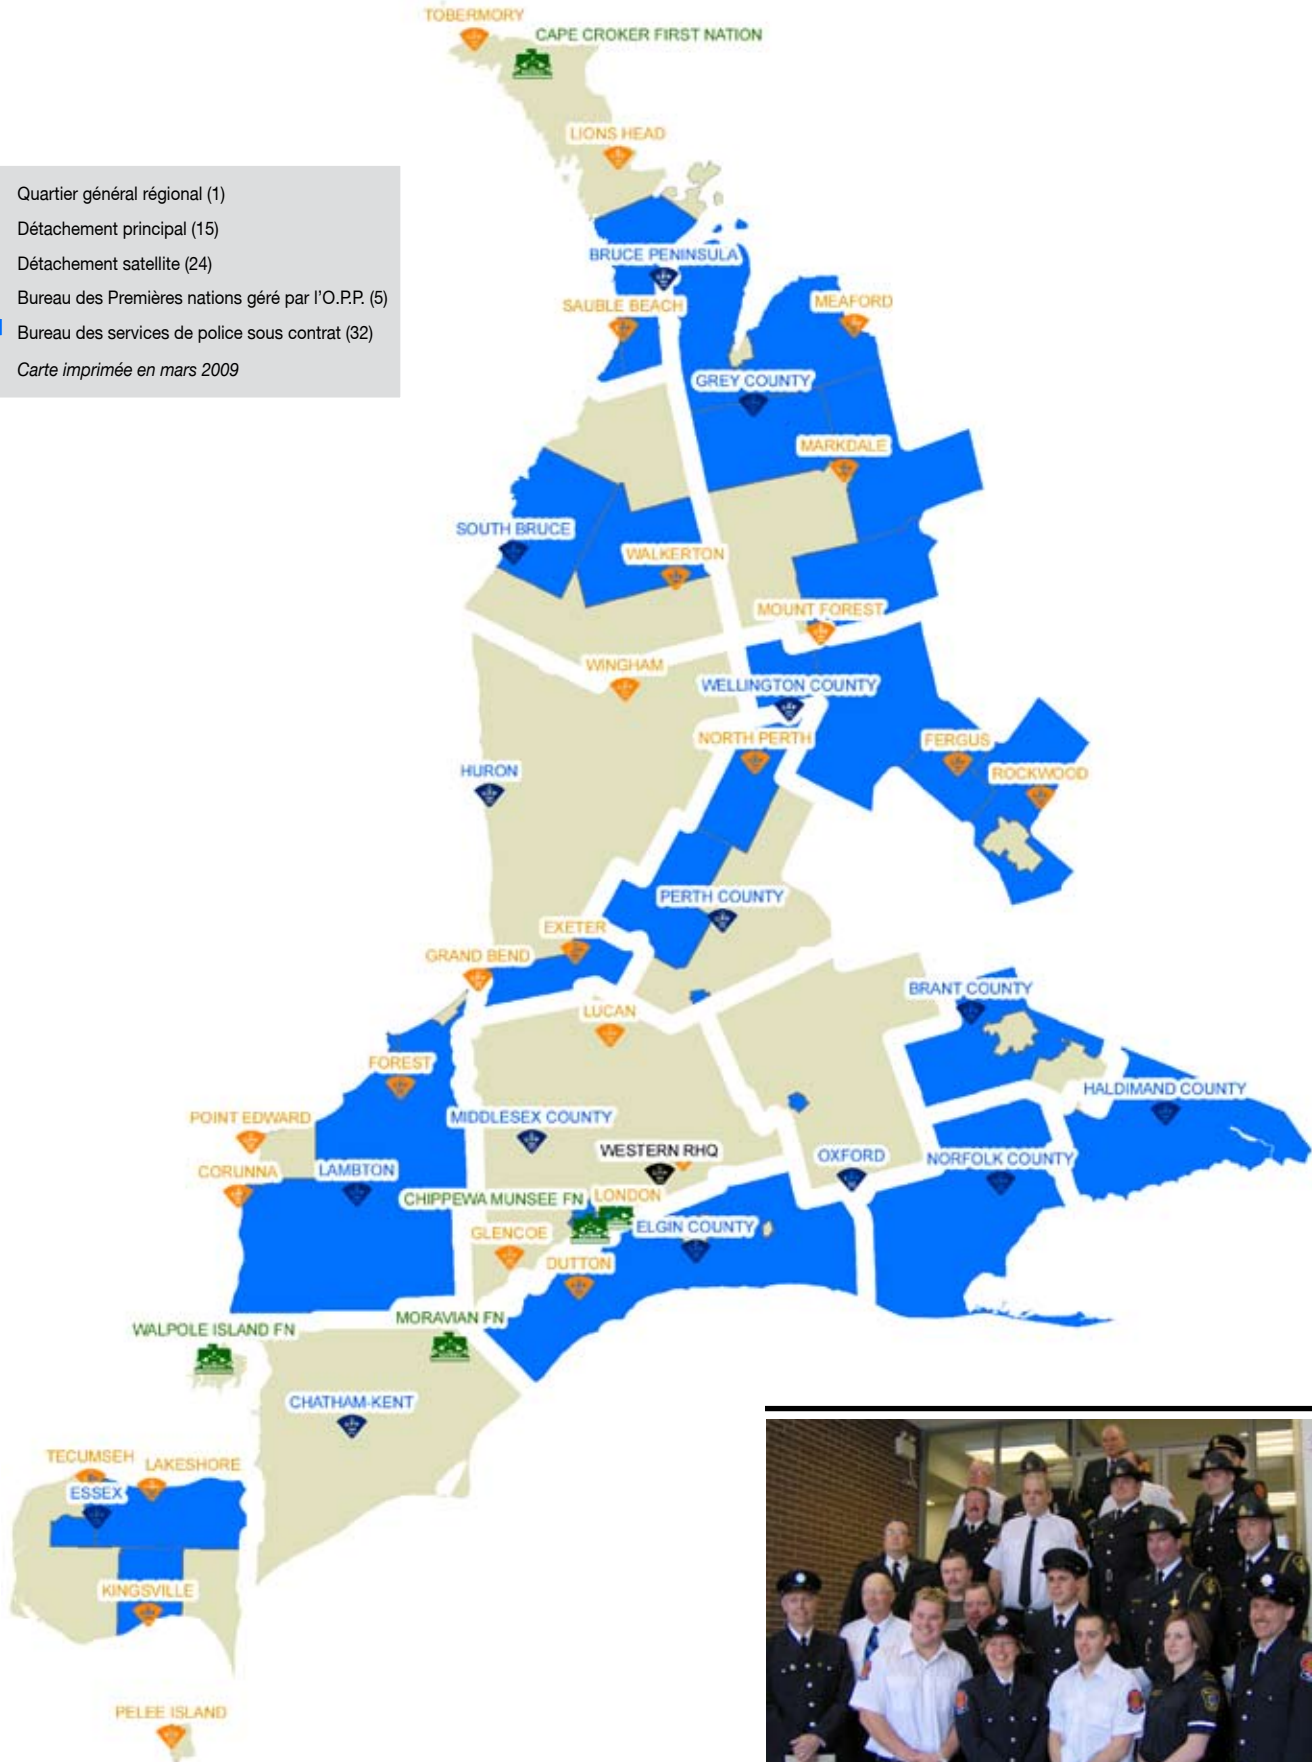 TOBERMORY
CAPE CROKER FIRST NATION
LIONS HEAD
Quartier général régional (1)
Détachement principal (15)
Détachement satellite (24)
Bureau des Premières nations géré par l'O.P.P. (5)
Bureau des services de police sous contrat (32)
Carte imprimée en mars 2009
BRUCE PENINSULA
SAUBLE BEACH
MEAFORD
GREY COUNTY
MARKDALE
SOUTH BRUCE
WALKERTON
MOUNT FOREST
WINGHAM
WELLINGTON COUNTY
NORTH PERTH
FERGUS
HURON
ROCKWOOD
PERTH COUNTY
EXETER
GRAND BEND
BRANT COUNTY
LUCAN
FOREST
HALDIMAND COUNTY
POINT EDWARD
MIDDLESEX COUNTY
WESTERN RHQ
OXFORD
NORFOLK COUNTY
CORUNNA
LAMBTON
CHIPPEWA MUNSEE FN
LONDON
GLENCOE
ELGIN COUNTY
DUTTON
MORAVIAN FN
WALPOLE ISLAND FN
CHATHAM-KENT
TECUMSEH
LAKESHORE
ESSEX
KINGSVILLE
PELEE ISLAND